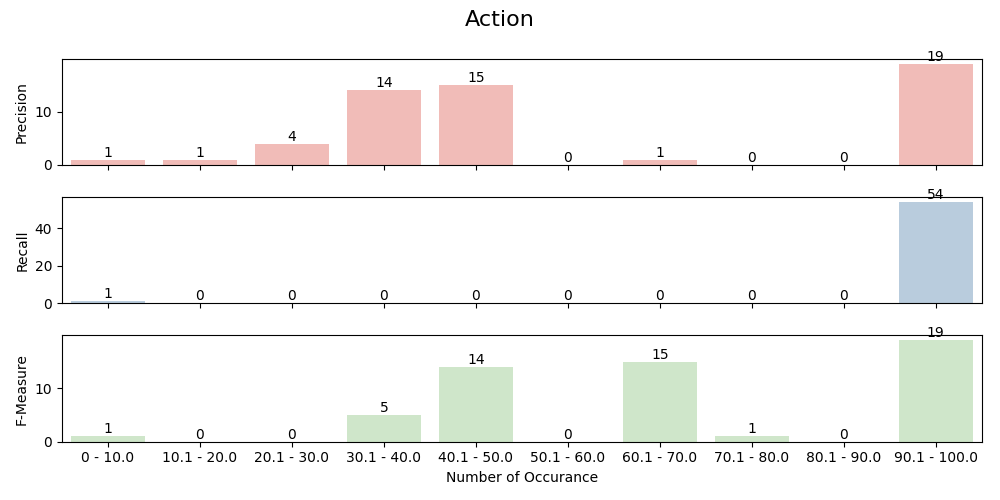 Action
Precision
10
0
1 1 4 14 15 0 1 0 0 19
Recall
40
20
0
1 0 0 0 0 0 0 0 0 54
F-Measure
10
0
1 0 0 5 14 0 15 1 0 19
0 - 10.0 10.1 - 20.0 20.1 - 30.0 30.1 - 40.0 40.1 - 50.0 50.1 - 60.0 60.1 - 70.0 70.1 - 80.0 80.1 - 90.0 90.1 - 100.0
Number of Occurance